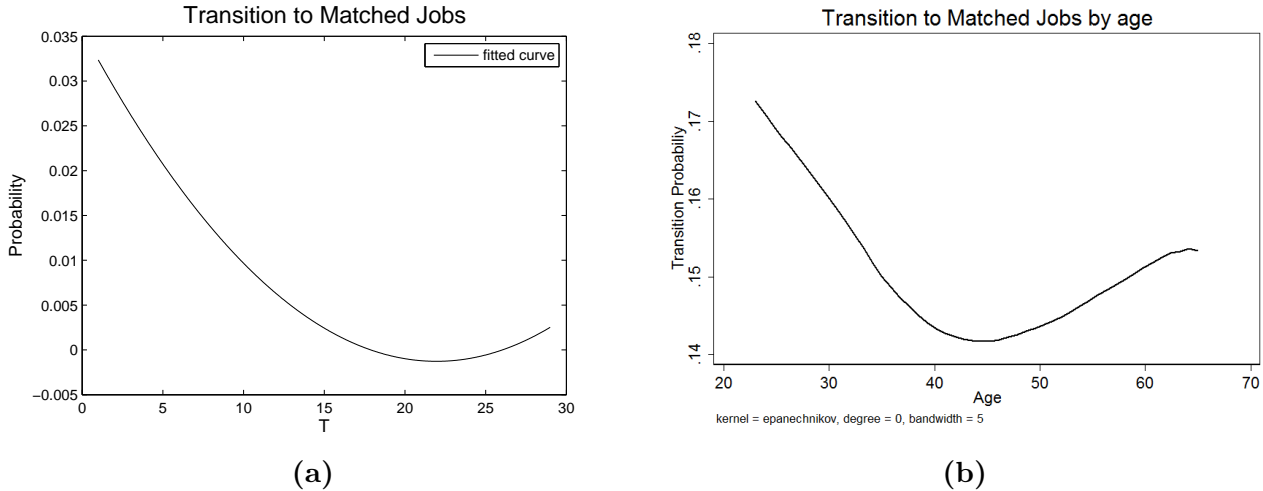 Transition to Matched Jobs
fitted curve
0.035
0.03
0.025
0.02
0.015
0.01
0.005
0
−0.005
Probability
0 5 10 15 20 25 30
T
(a)
Transition to Matched Jobs by age
.18
.17
.16
.15
.14
Transition Probabiliy
20 30 40 50 60 70
Age
kernel = epanechnikov, degree = 0, bandwidth = 5
(b)